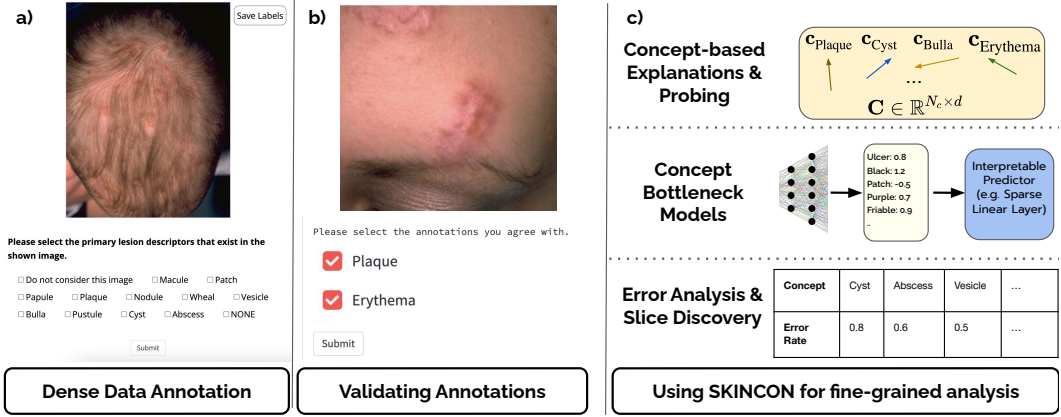 a)
Save Labels
Please select the primary lesion descriptors that exist in the
shown image.
Do not consider this image Macule Patch
Papule Plaque Nodule Wheal Vesicle
Bulla Pustule Cyst Abscess NONE
Submit
Dense Data Annotation
b)
Please select the annotations you agree with.
Plaque
Erythema
Submit
Validating Annotations
c)
Concept-based
Explanations &
Probing
c_Plaque c_Cyst c_Bulla c_Erythema
...
C ∈ ℝ^{N_c×d}
Concept
Bottleneck
Models
Ulcer: 0.8
Black: 1.2
Patch: -0.5
Purple: 0.7
Friable: 0.9
..
Interpretable
Predictor
(e.g. Sparse
Linear Layer)
Error Analysis &
Slice Discovery
Concept Cyst Abscess Vesicle ...
Error
Rate 0.8 0.6 0.5 ...
Using SKINCON for fine-grained analysis